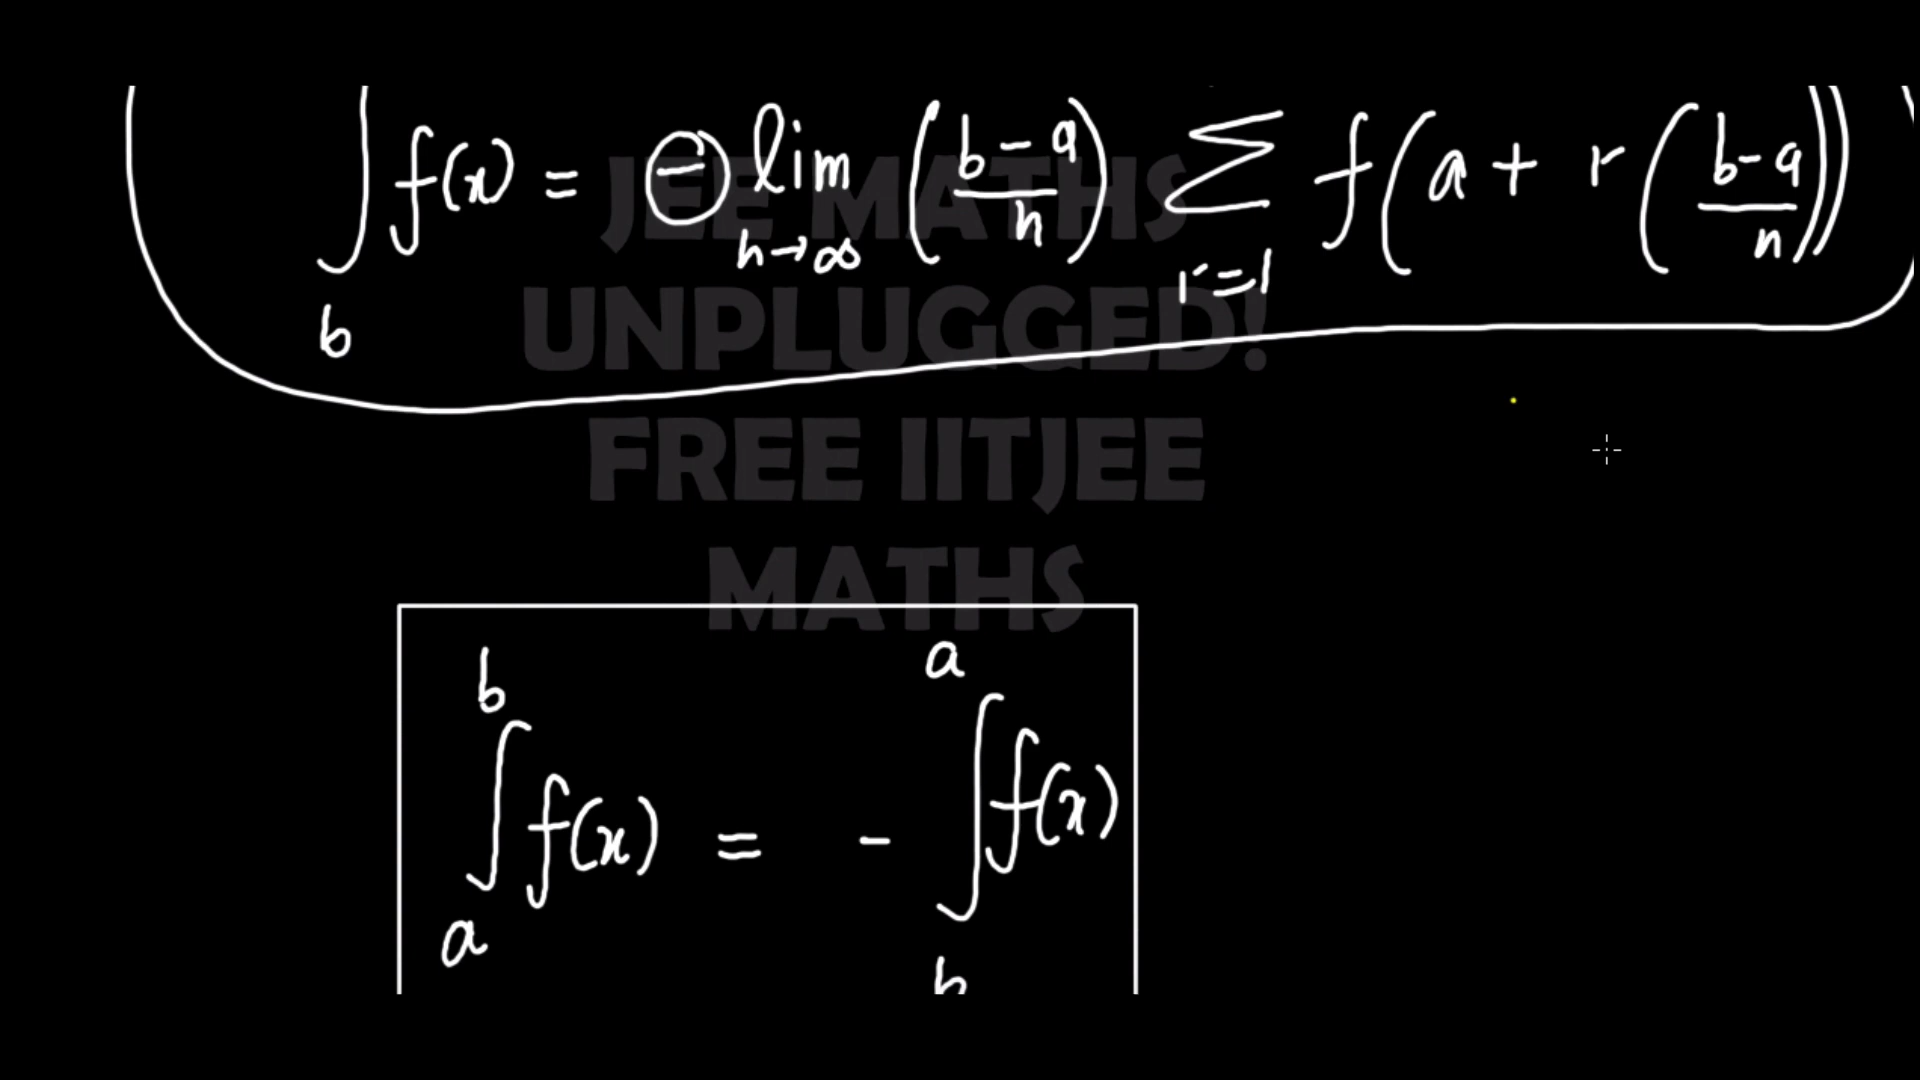 ∫ f(x) = ⊖ lim (b-a / n) Σ f(a + r(b-a / n))
n→∞ r=1
b
JEE MATHS
UNPLUGGED!
FREE IITJEE
MATHS
b a
∫ f(x) = - ∫ f(x)
a b